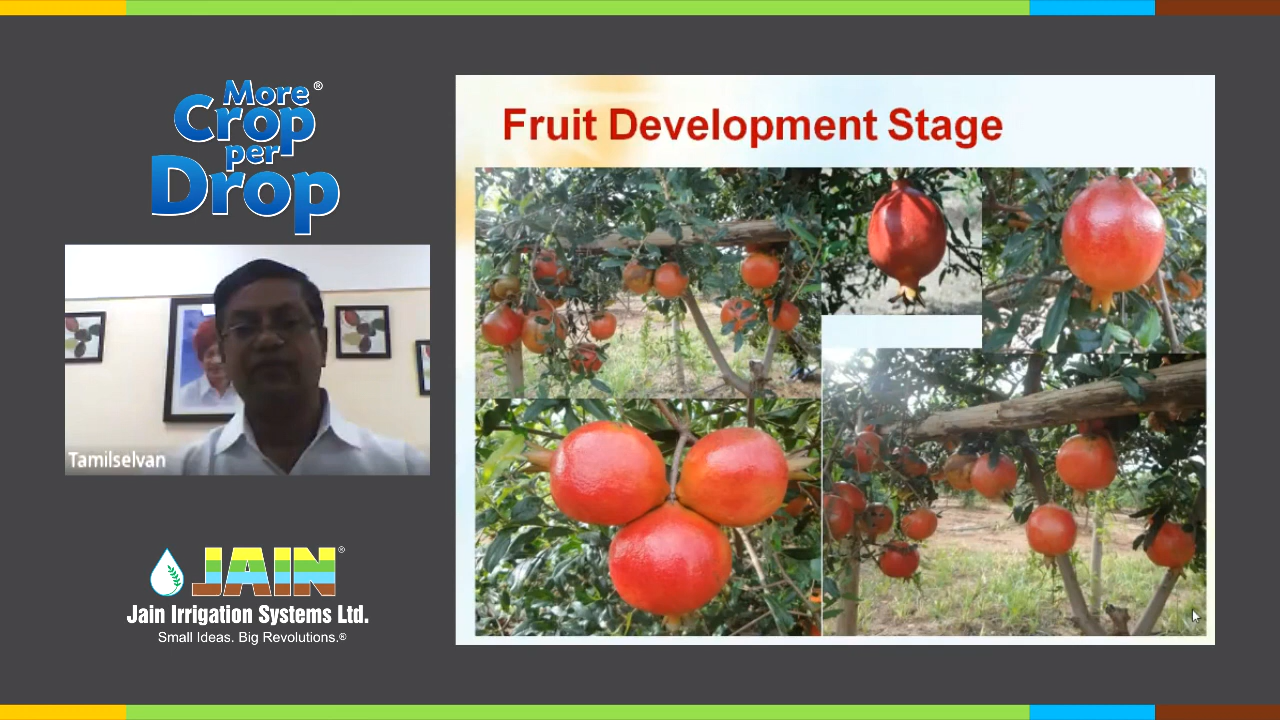 More®
Crop
per
Drop
Fruit Development Stage
Tamilselvan
JAIN®
Jain Irrigation Systems Ltd.
Small Ideas. Big Revolutions.®